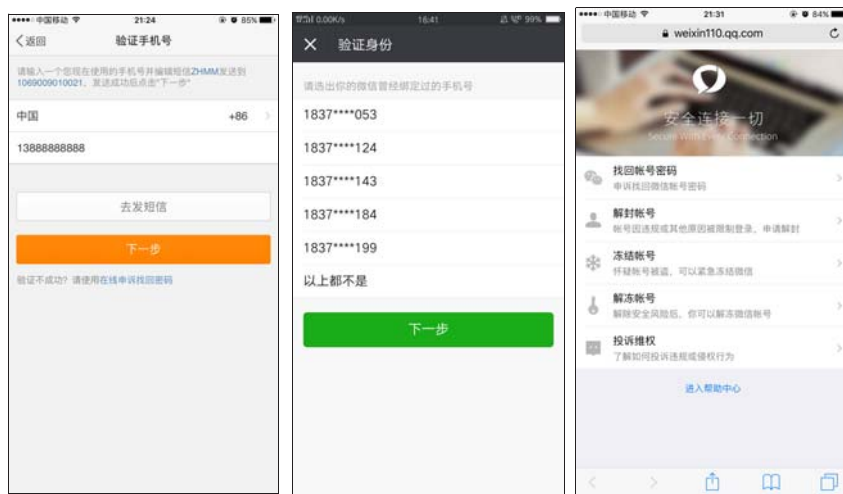 中国移动
21:24
85%
返回
验证手机号
请输入一个您现在使用的手机号并编辑短信ZHMM发送到
1069009010021，发送成功后点击"下一步"
中国
+86
13888888888
去发短信
下一步
验证不成功？请使用在线申诉找回密码
0.00K/s
16:41
99%
验证身份
请选出你的微信曾经绑定过的手机号
1837****053
1837****124
1837****143
1837****184
1837****199
以上都不是
下一步
中国移动
21:31
84%
weixin110.qq.com
安全连接一切
找回帐号密码
申诉找回微信帐号密码
解封帐号
帐号因违规或其他原因被限制登录，申请解封
冻结帐号
怀疑帐号被盗，可以紧急冻结微信
解冻帐号
解除安全风险后，你可以解冻微信帐号
投诉维权
了解如何投诉违规或侵权行为
进入帮助中心